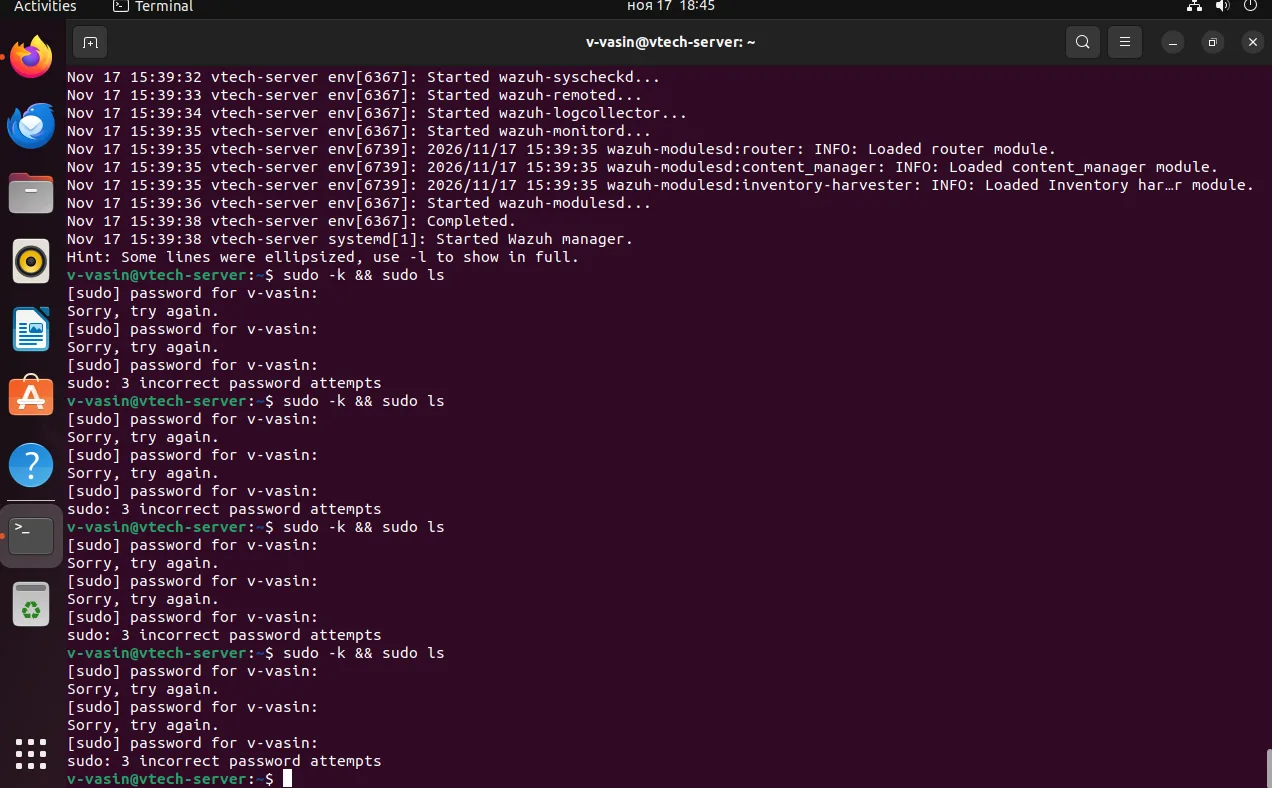 Activities
Terminal
ноя 17 18:45
v-vasin@vtech-server: ~
Nov 17 15:39:32 vtech-server env[6367]: Started wazuh-syscheckd...
Nov 17 15:39:33 vtech-server env[6367]: Started wazuh-remoted...
Nov 17 15:39:34 vtech-server env[6367]: Started wazuh-logcollector...
Nov 17 15:39:35 vtech-server env[6367]: Started wazuh-monitord...
Nov 17 15:39:35 vtech-server env[6739]: 2026/11/17 15:39:35 wazuh-modulesd:router: INFO: Loaded router module.
Nov 17 15:39:35 vtech-server env[6739]: 2026/11/17 15:39:35 wazuh-modulesd:content_manager: INFO: Loaded content_manager module.
Nov 17 15:39:35 vtech-server env[6739]: 2026/11/17 15:39:35 wazuh-modulesd:inventory-harvester: INFO: Loaded Inventory har…r module.
Nov 17 15:39:36 vtech-server env[6367]: Started wazuh-modulesd...
Nov 17 15:39:38 vtech-server env[6367]: Completed.
Nov 17 15:39:38 vtech-server systemd[1]: Started Wazuh manager.
Hint: Some lines were ellipsized, use -l to show in full.
v-vasin@vtech-server:~$ sudo -k && sudo ls
[sudo] password for v-vasin:
Sorry, try again.
[sudo] password for v-vasin:
Sorry, try again.
[sudo] password for v-vasin:
sudo: 3 incorrect password attempts
v-vasin@vtech-server:~$ sudo -k && sudo ls
[sudo] password for v-vasin:
Sorry, try again.
[sudo] password for v-vasin:
Sorry, try again.
[sudo] password for v-vasin:
sudo: 3 incorrect password attempts
v-vasin@vtech-server:~$ sudo -k && sudo ls
[sudo] password for v-vasin:
Sorry, try again.
[sudo] password for v-vasin:
Sorry, try again.
[sudo] password for v-vasin:
sudo: 3 incorrect password attempts
v-vasin@vtech-server:~$ sudo -k && sudo ls
[sudo] password for v-vasin:
Sorry, try again.
[sudo] password for v-vasin:
Sorry, try again.
[sudo] password for v-vasin:
sudo: 3 incorrect password attempts
v-vasin@vtech-server:~$